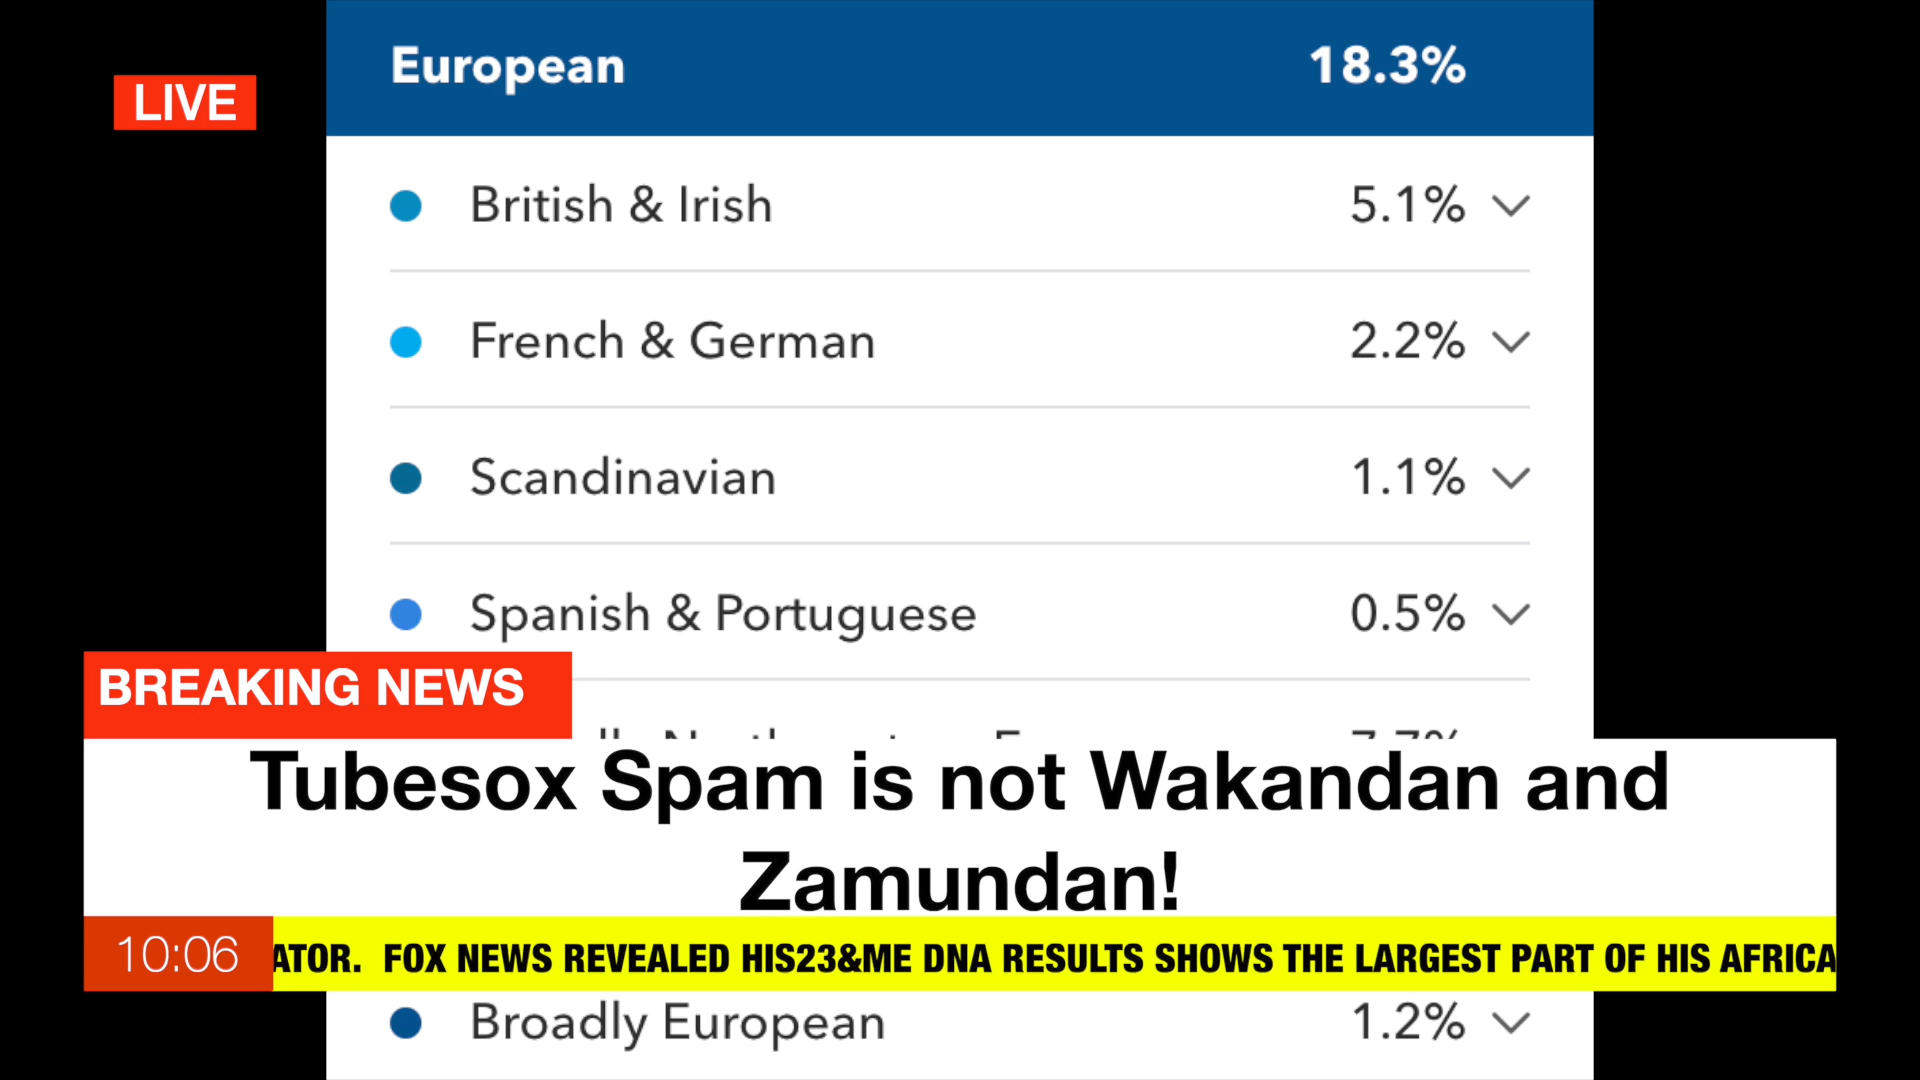 European 18.3%
LIVE
British & Irish 5.1%
French & German 2.2%
Scandinavian 1.1%
Spanish & Portuguese 0.5%
BREAKING NEWS
Tubesox Spam is not Wakandan and
Zamundan!
10:06 ATOR. FOX NEWS REVEALED HIS23&ME DNA RESULTS SHOWS THE LARGEST PART OF HIS AFRICA
Broadly European 1.2%